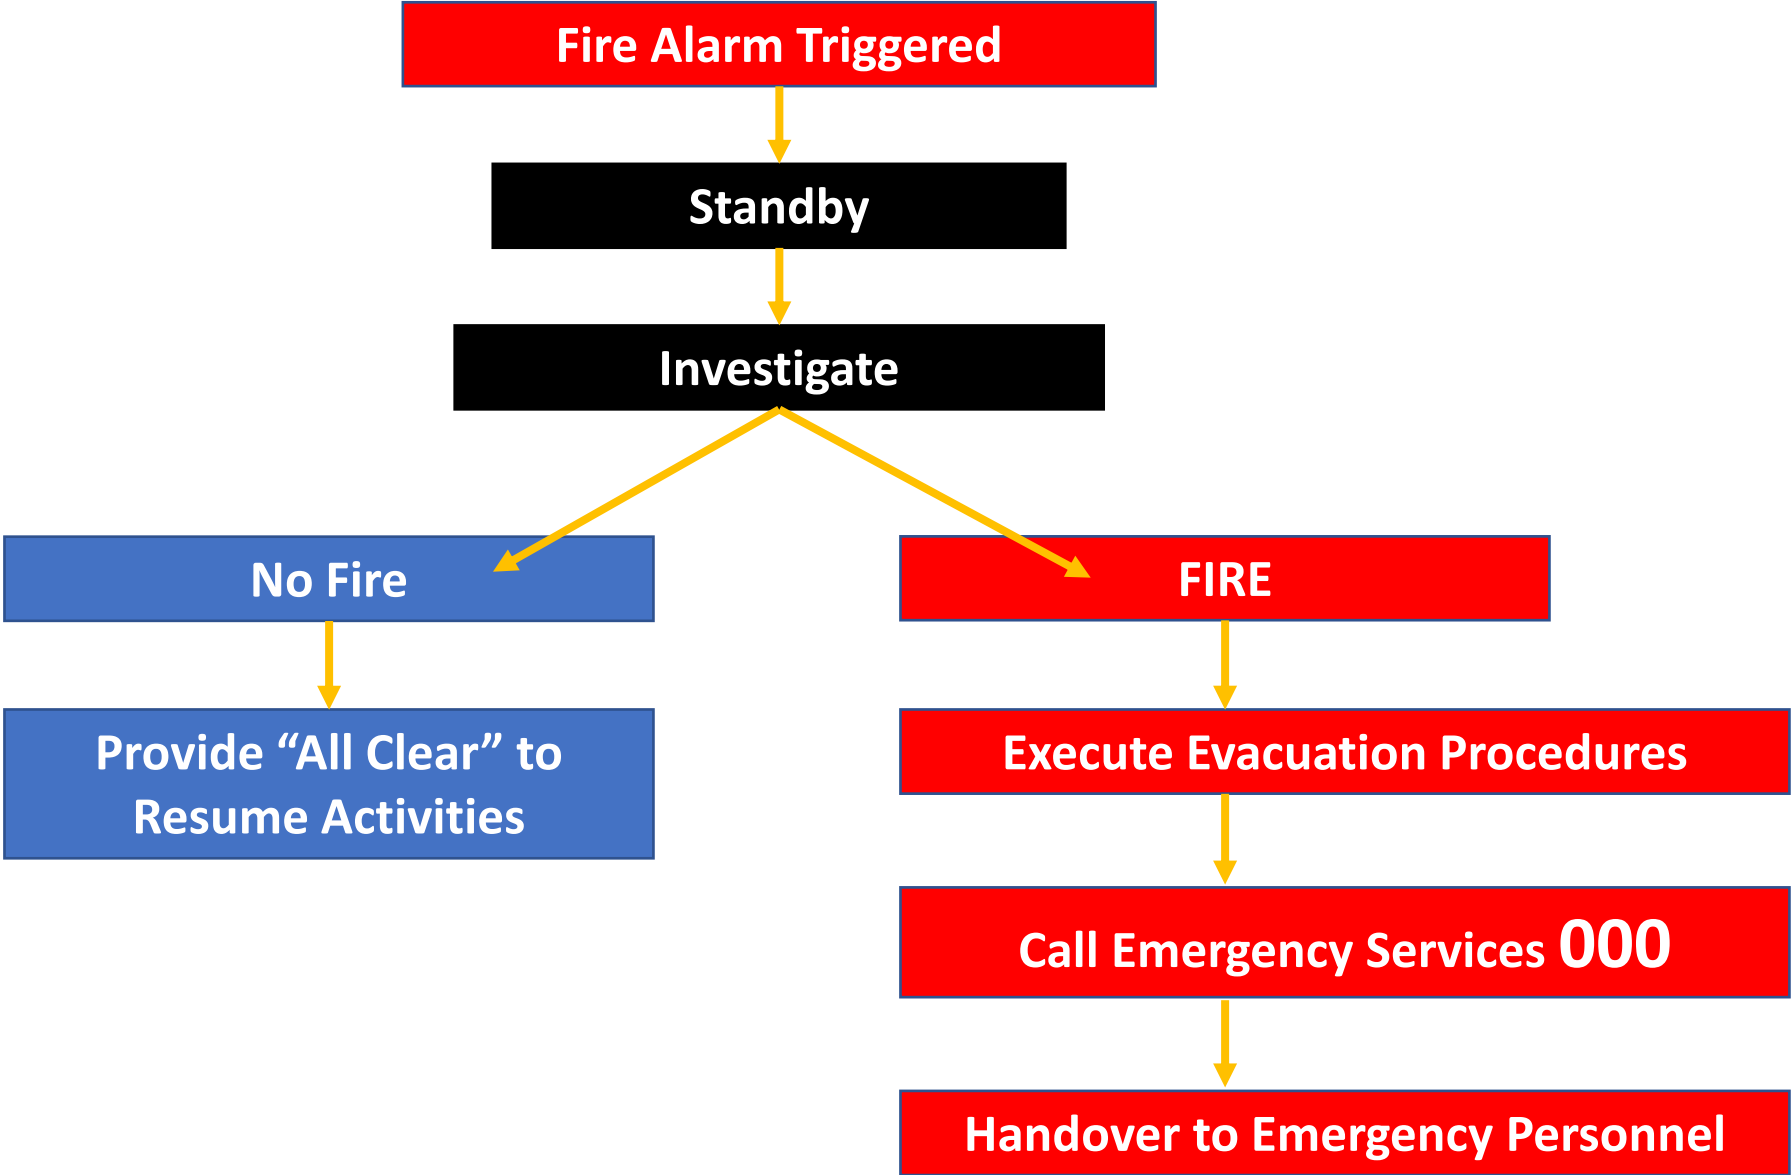 Fire Alarm Triggered
Standby
Investigate
No Fire
FIRE
Provide “All Clear” to
Resume Activities
Execute Evacuation Procedures
Call Emergency Services 000
Handover to Emergency Personnel